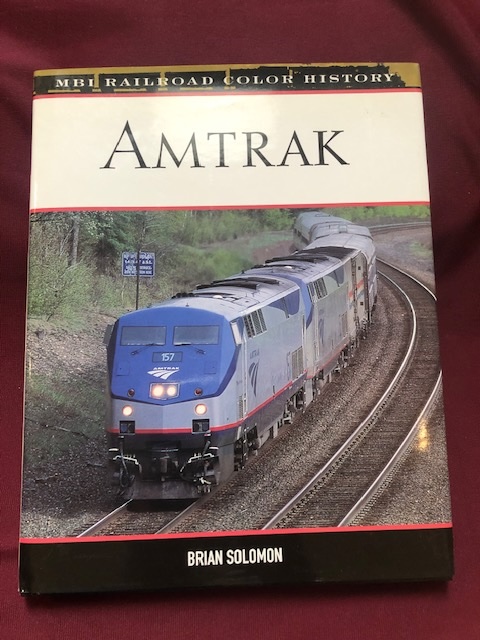 MBI RAILROAD COLOR HISTORY
AMTRAK
157
AMTRAK
BRIAN SOLOMON